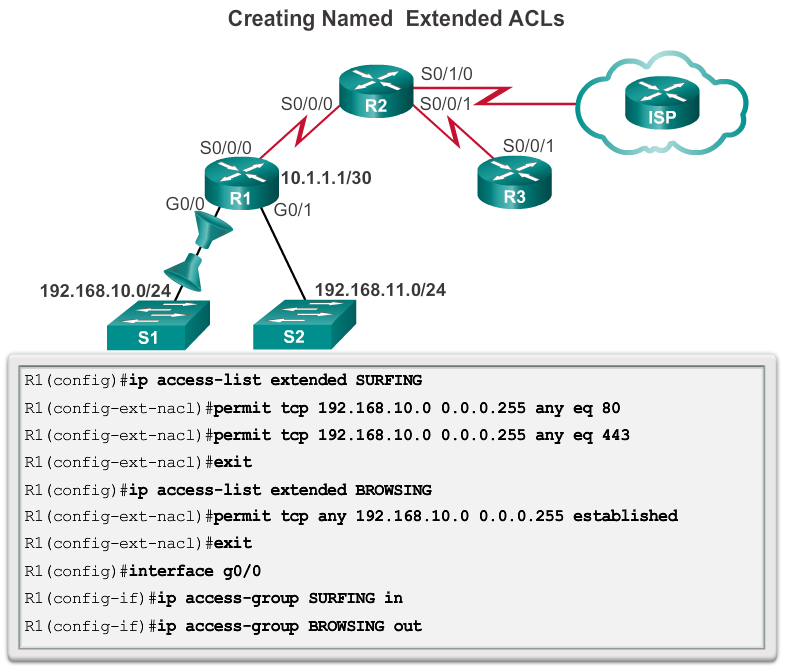 Creating Named Extended ACLs
S0/1/0
R2
S0/0/0
S0/0/1
ISP
S0/0/0
S0/0/1
R1
10.1.1.1/30
R3
G0/0
G0/1
192.168.10.0/24
192.168.11.0/24
S1
S2
R1(config)#ip access-list extended SURFING
R1(config-ext-nacl)#permit tcp 192.168.10.0 0.0.0.255 any eq 80
R1(config-ext-nacl)#permit tcp 192.168.10.0 0.0.0.255 any eq 443
R1(config-ext-nacl)#exit
R1(config)#ip access-list extended BROWSING
R1(config-ext-nacl)#permit tcp any 192.168.10.0 0.0.0.255 established
R1(config-ext-nacl)#exit
R1(config)#interface g0/0
R1(config-if)#ip access-group SURFING in
R1(config-if)#ip access-group BROWSING out